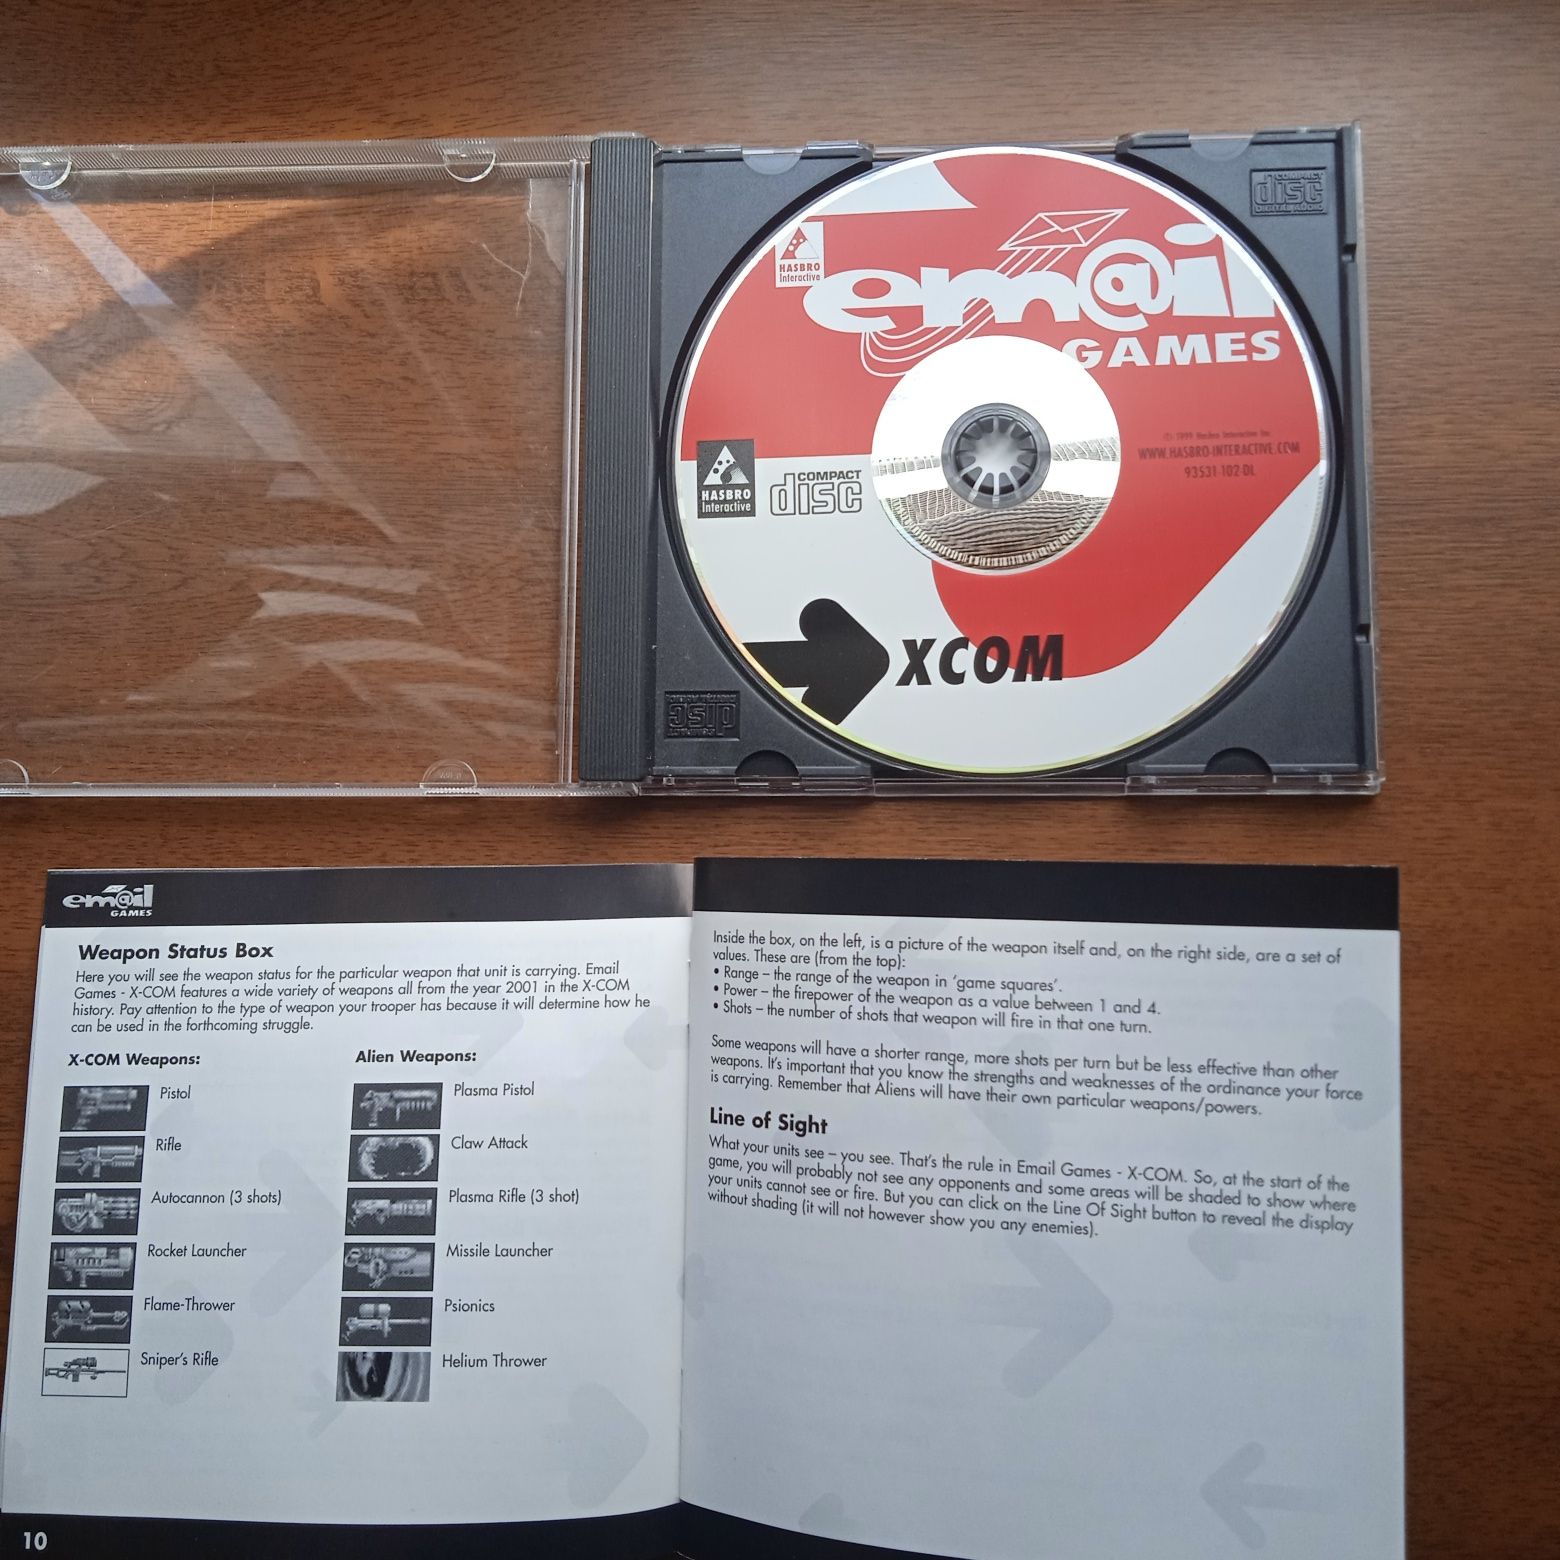 COMPACT
disc
DIGITAL AUDIO
HASBRO
Interactive
em@il
GAMES
© 1999 Hasbro Interactive Inc.
WWW.HASBRO-INTERACTIVE.COM
93531-102-DL
HASBRO
Interactive
COMPACT
disc
XCOM
COMPACT
disc
DIGITAL AUDIO
em@il
GAMES
Weapon Status Box
Here you will see the weapon status for the particular weapon that unit is carrying. Email
Games - X-COM features a wide variety of weapons all from the year 2001 in the X-COM
history. Pay attention to the type of weapon your trooper has because it will determine how he
can be used in the forthcoming struggle.
X-COM Weapons:
Pistol
Rifle
Autocannon (3 shots)
Rocket Launcher
Flame-Thrower
Sniper's Rifle
Alien Weapons:
Plasma Pistol
Claw Attack
Plasma Rifle (3 shot)
Missile Launcher
Psionics
Helium Thrower
10
Inside the box, on the left, is a picture of the weapon itself and, on the right side, are a set of
values. These are (from the top):
• Range – the range of the weapon in 'game squares'.
• Power – the firepower of the weapon as a value between 1 and 4.
• Shots – the number of shots that weapon will fire in that one turn.
Some weapons will have a shorter range, more shots per turn but be less effective than other
weapons. It's important that you know the strengths and weaknesses of the ordinance your force
is carrying. Remember that Aliens will have their own particular weapons/powers.
Line of Sight
What your units see – you see. That's the rule in Email Games - X-COM. So, at the start of the
game, you will probably not see any opponents and some areas will be shaded to show where
your units cannot see or fire. But you can click on the Line Of Sight button to reveal the display
without shading (it will not however show you any enemies).